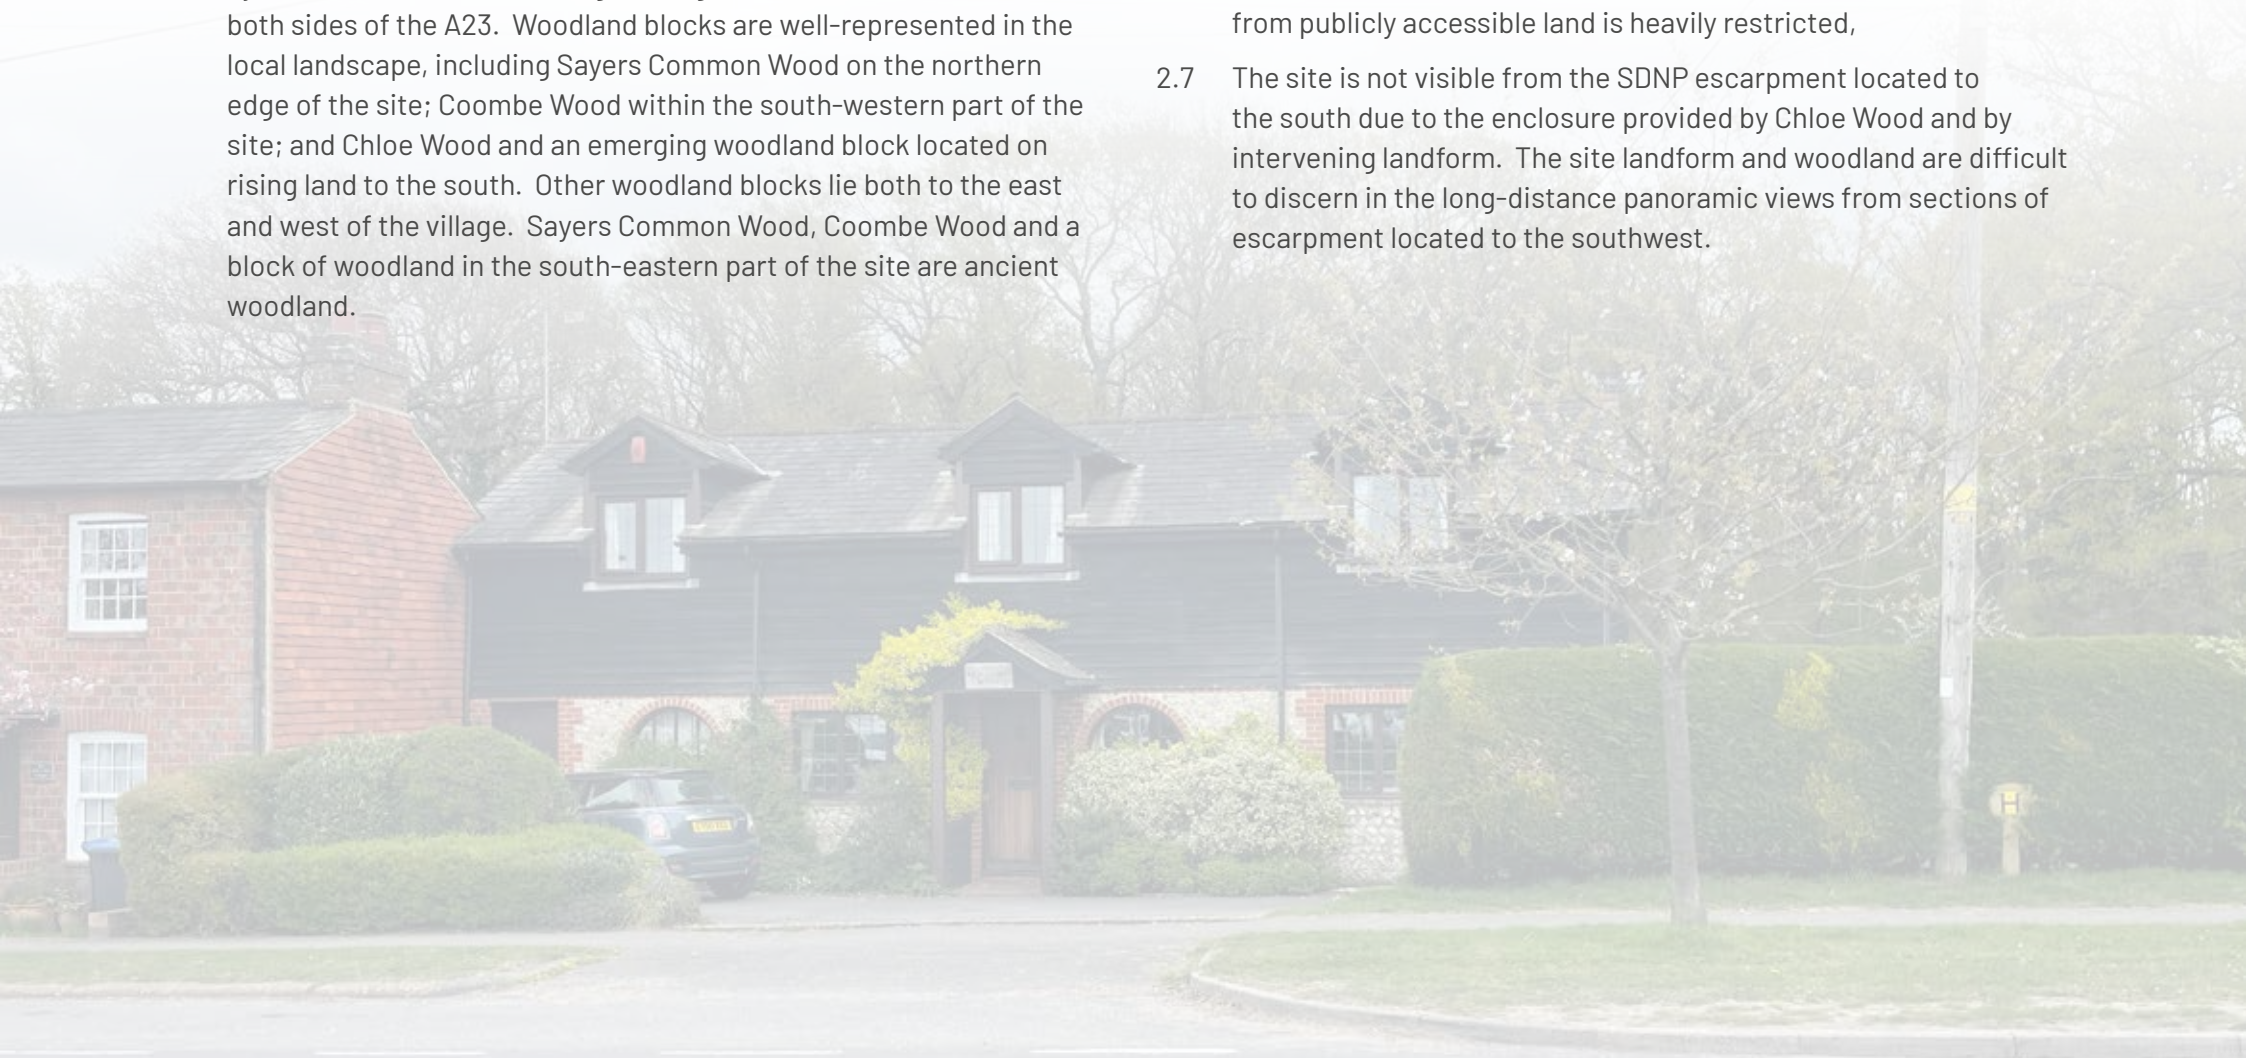 both sides of the A23.  Woodland blocks are well-represented in the
local landscape, including Sayers Common Wood on the northern
edge of the site; Coombe Wood within the south-western part of the
site; and Chloe Wood and an emerging woodland block located on
rising land to the south.  Other woodland blocks lie both to the east
and west of the village.  Sayers Common Wood, Coombe Wood and a
block of woodland in the south-eastern part of the site are ancient
woodland.
from publicly accessible land is heavily restricted,
2.7 The site is not visible from the SDNP escarpment located to
the south due to the enclosure provided by Chloe Wood and by
intervening landform.  The site landform and woodland are difficult
to discern in the long-distance panoramic views from sections of
escarpment located to the southwest.
H